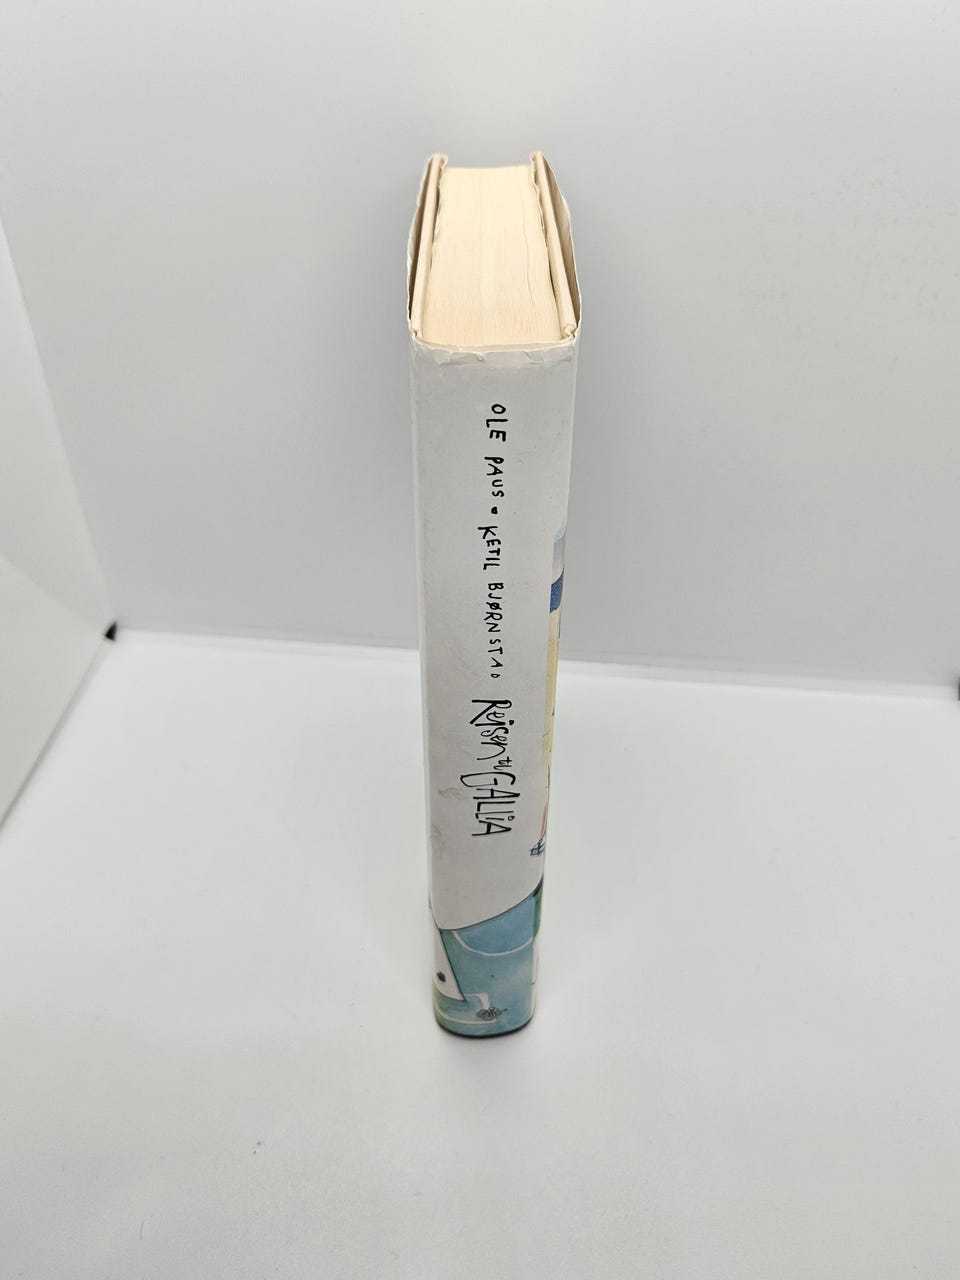 OLE PAUS • KETIL BJØRNSTAD
Reisen til GALLiA